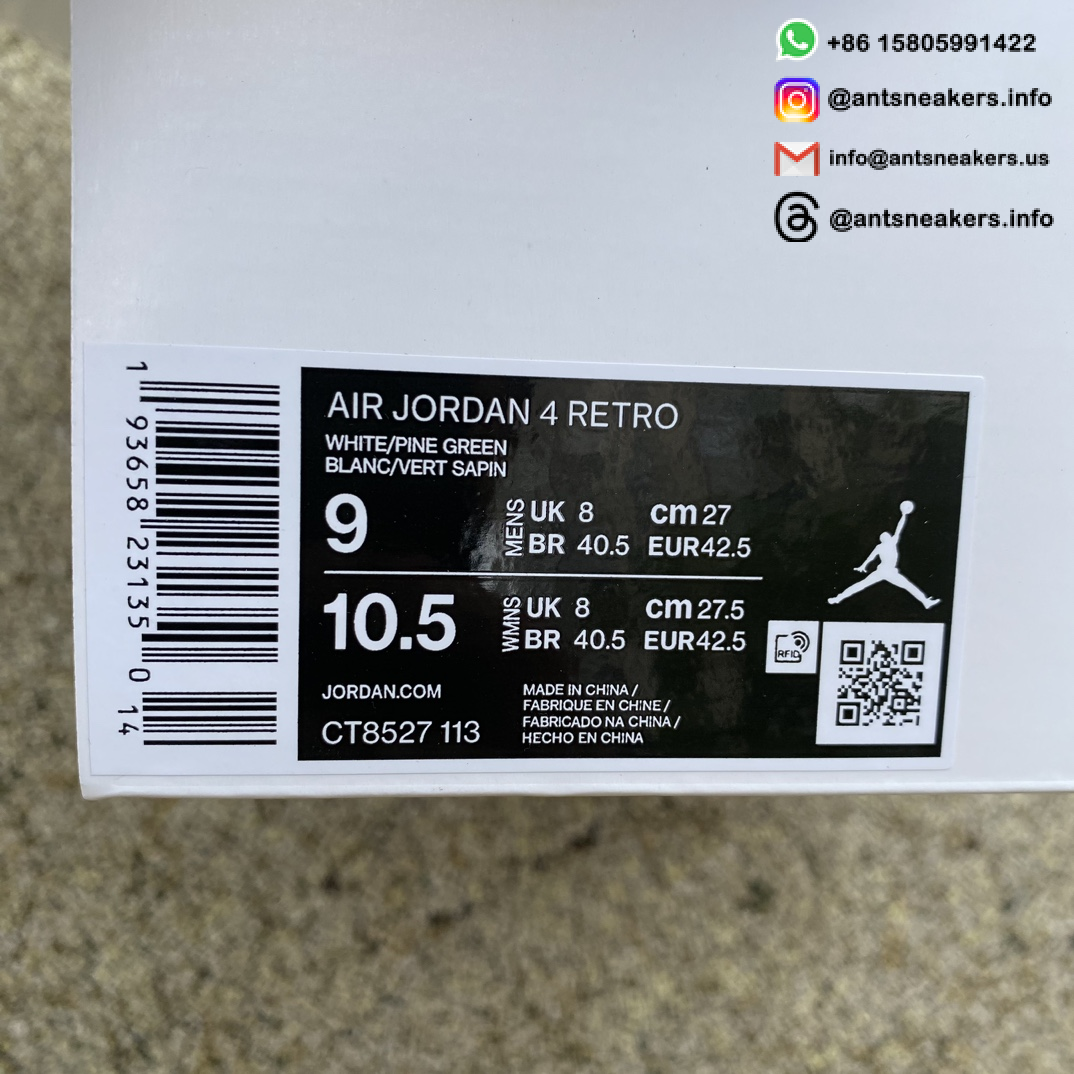 +86 15805991422
@antsneakers.info
info@antsneakers.us
@antsneakers.info
AIR JORDAN 4 RETRO
WHITE/PINE GREEN
BLANC/VERT SAPIN
9
MENS
UK 8 cm 27
BR 40.5 EUR 42.5
10.5
WMNS
UK 8 cm 27.5
BR 40.5 EUR 42.5
RFID
JORDAN.COM
CT8527 113
MADE IN CHINA /
FABRIQUE EN CHINE /
FABRICADO NA CHINA /
HECHO EN CHINA
1 93658 23135 0 14